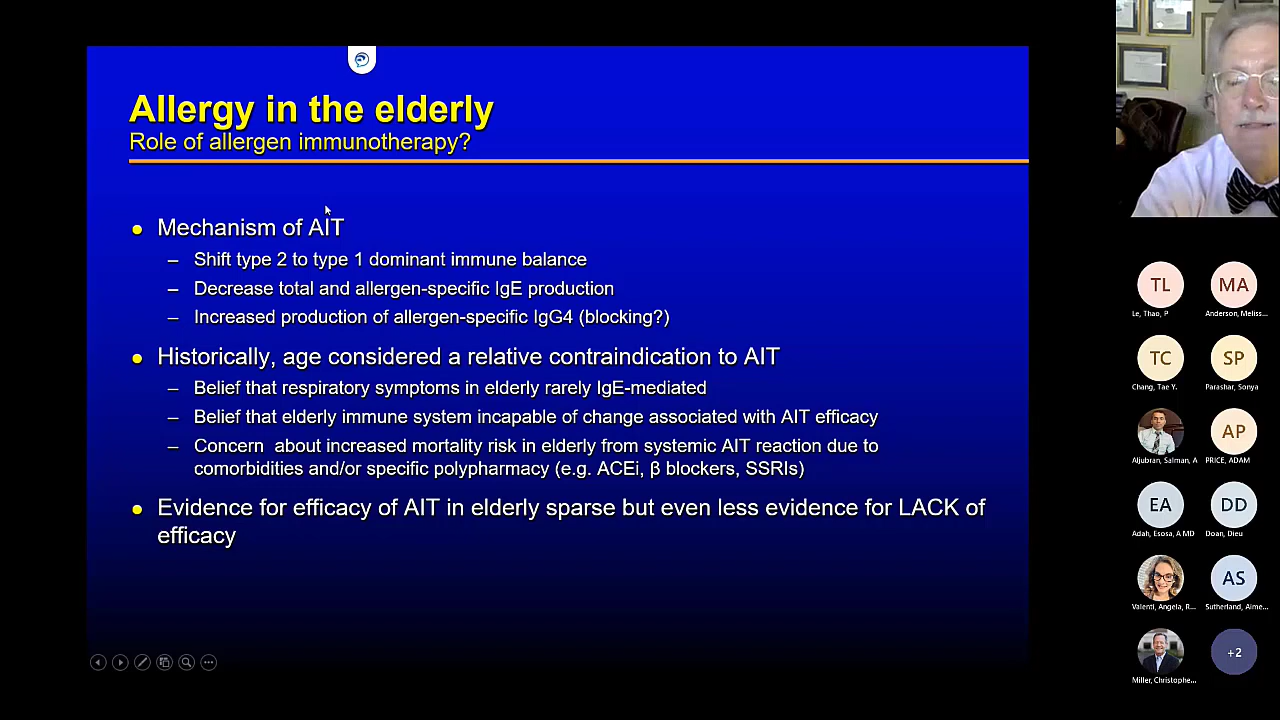 Allergy in the elderly
Role of allergen immunotherapy?
• Mechanism of AIT
– Shift type 2 to type 1 dominant immune balance
– Decrease total and allergen-specific IgE production
– Increased production of allergen-specific IgG4 (blocking?)
• Historically, age considered a relative contraindication to AIT
– Belief that respiratory symptoms in elderly rarely IgE-mediated
– Belief that elderly immune system incapable of change associated with AIT efficacy
– Concern about increased mortality risk in elderly from systemic AIT reaction due to
comorbidities and/or specific polypharmacy (e.g. ACEi, β blockers, SSRIs)
• Evidence for efficacy of AIT in elderly sparse but even less evidence for LACK of
efficacy
TL
MA
Le, Thao, P
Anderson, Meliss...
TC
SP
Chang, Tae Y.
Parashar, Sonya
AP
Aljubran, Salman, A
PRICE, ADAM
EA
DD
Adah, Esosa, A MD
Doan, Dieu
AS
Valenti, Angela, R...
Sutherland, Aime...
+2
Miller, Christophe...